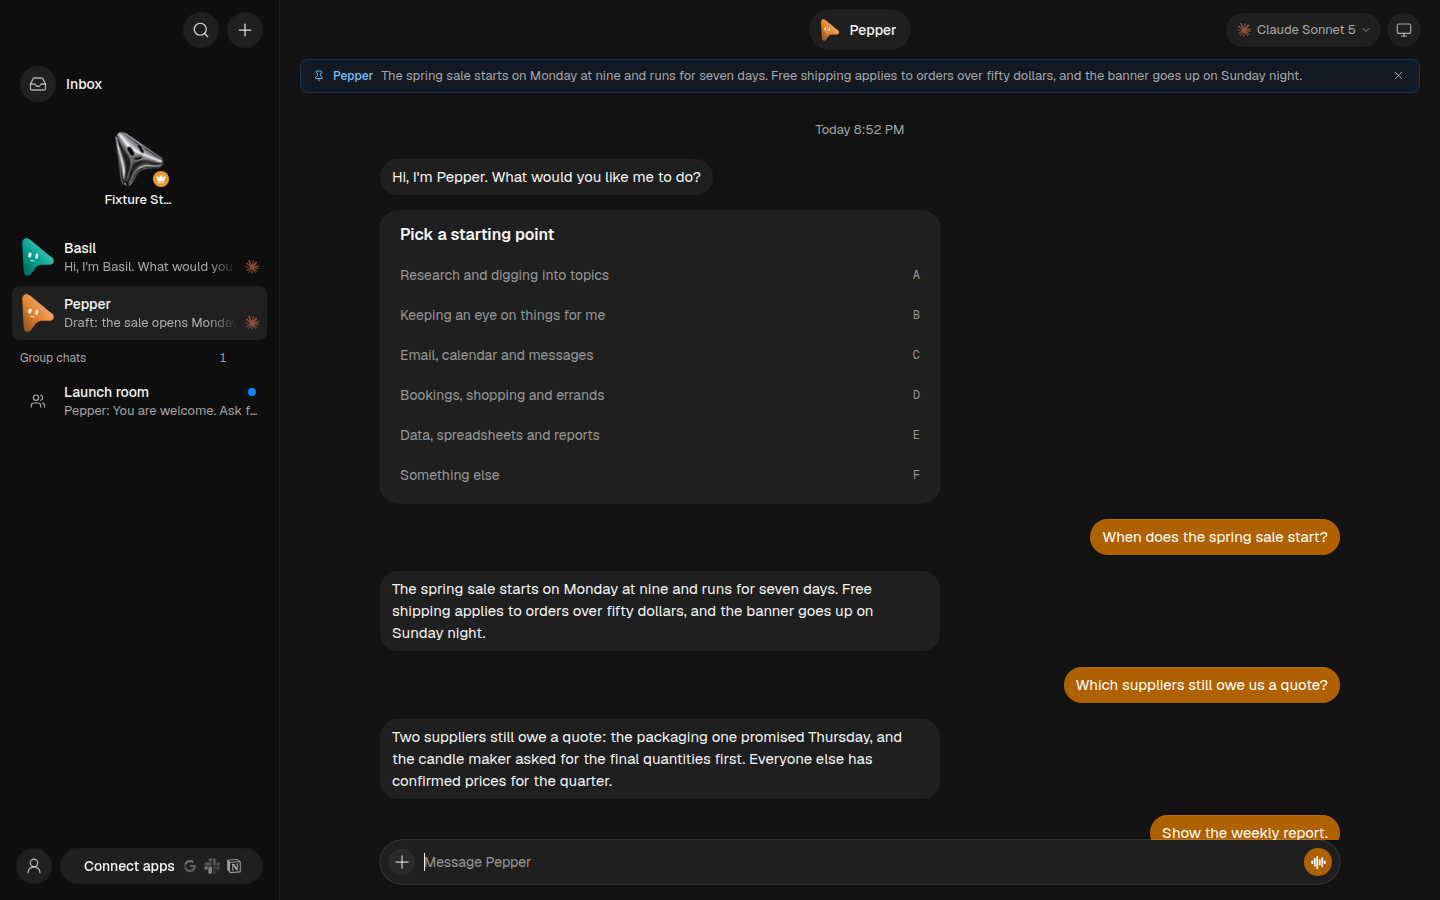 Inbox
Fixture St...
Basil
Hi, I'm Basil. What would you
Pepper
Draft: the sale opens Monday
Group chats 1
Launch room
Pepper: You are welcome. Ask f...
Connect apps
Pepper
Claude Sonnet 5
Pepper The spring sale starts on Monday at nine and runs for seven days. Free shipping applies to orders over fifty dollars, and the banner goes up on Sunday night.
Today 8:52 PM
Hi, I'm Pepper. What would you like me to do?
Pick a starting point
Research and digging into topics A
Keeping an eye on things for me B
Email, calendar and messages C
Bookings, shopping and errands D
Data, spreadsheets and reports E
Something else F
When does the spring sale start?
The spring sale starts on Monday at nine and runs for seven days. Free
shipping applies to orders over fifty dollars, and the banner goes up on
Sunday night.
Which suppliers still owe us a quote?
Two suppliers still owe a quote: the packaging one promised Thursday, and
the candle maker asked for the final quantities first. Everyone else has
confirmed prices for the quarter.
Show the weekly report.
Message Pepper